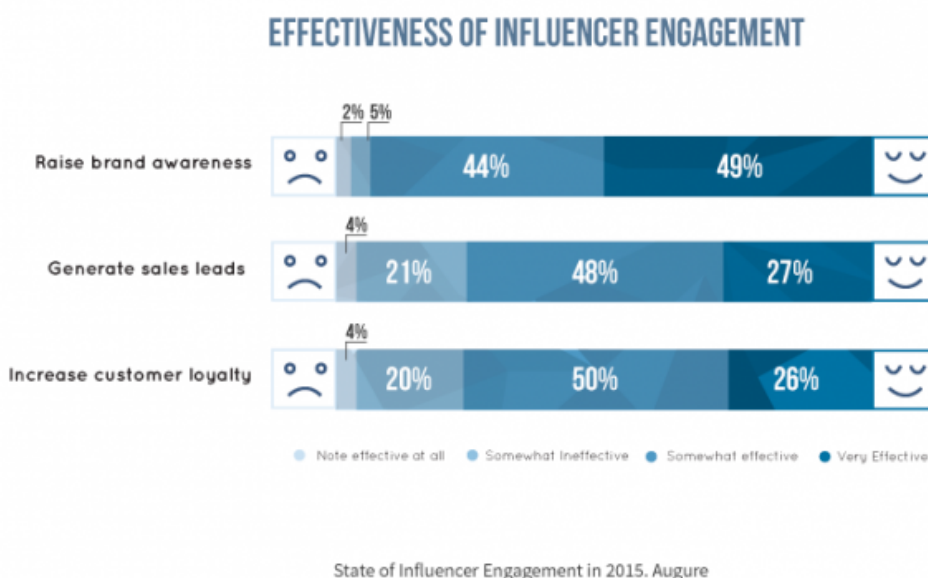 EFFECTIVENESS OF INFLUENCER ENGAGEMENT
2% 5%
Raise brand awareness 44% 49%
4%
Generate sales leads 21% 48% 27%
4%
Increase customer loyalty 20% 50% 26%
Note effective at all Somewhat Ineffective Somewhat effective Very Effective
State of Influencer Engagement in 2015. Augure